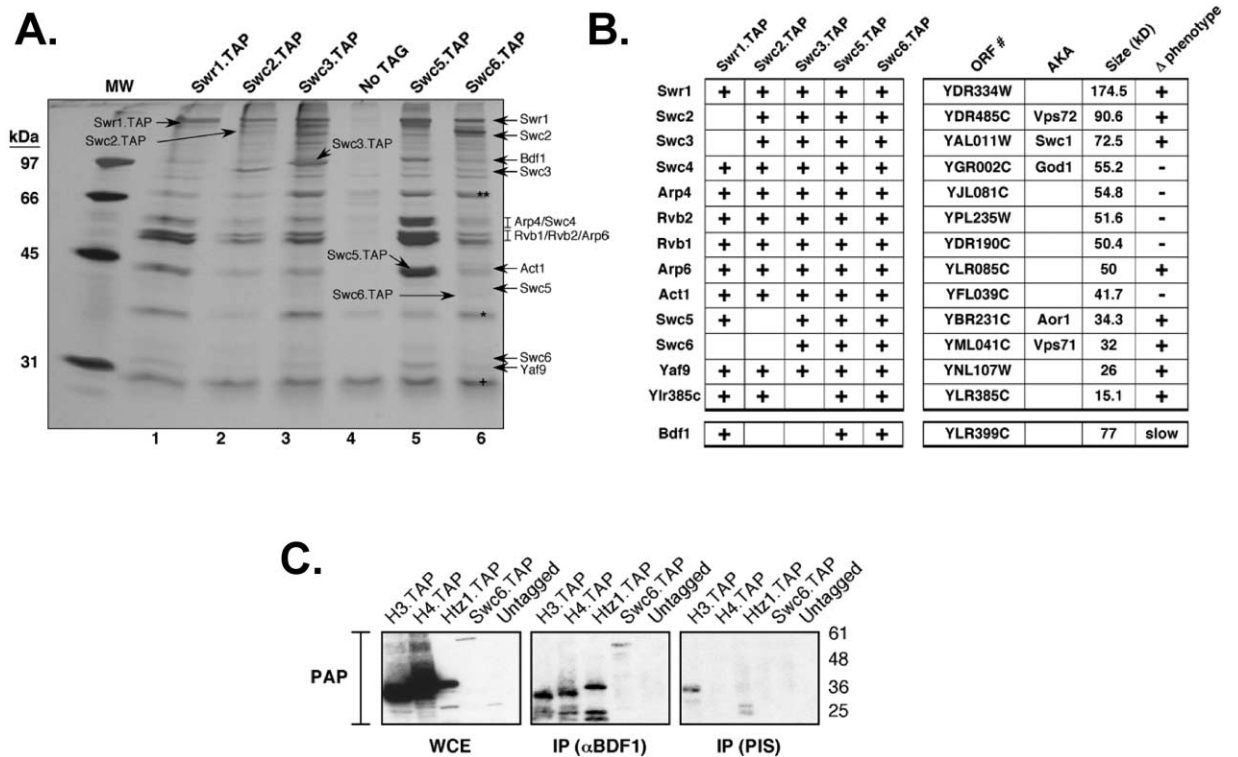 A.
MW
Swr1.TAP
Swc2.TAP
Swc3.TAP
No TAG
Swc5.TAP
Swc6.TAP
kDa
97
66
45
31
Swr1.TAP
Swc2.TAP
Swc3.TAP
Swc5.TAP
Swc6.TAP
Swr1
Swc2
Bdf1
Swc3
**
Arp4/Swc4
Rvb1/Rvb2/Arp6
Act1
Swc5
*
Swc6
Yaf9
+
1 2 3 4 5 6
B.
Swr1.TAP Swc2.TAP Swc3.TAP Swc5.TAP Swc6.TAP ORF # AKA Size (kD) Δ phenotype
Swr1 + + + + + YDR334W 174.5 +
Swc2 + + + + YDR485C Vps72 90.6 +
Swc3 + + + + YAL011W Swc1 72.5 +
Swc4 + + + + + YGR002C God1 55.2 -
Arp4 + + + + + YJL081C 54.8 -
Rvb2 + + + + + YPL235W 51.6 -
Rvb1 + + + + + YDR190C 50.4 -
Arp6 + + + + + YLR085C 50 +
Act1 + + + + + YFL039C 41.7 -
Swc5 + + + + YBR231C Aor1 34.3 +
Swc6 + + + YML041C Vps71 32 +
Yaf9 + + + + + YNL107W 26 +
Ylr385c + + + + YLR385C 15.1 +
Bdf1 + + + YLR399C 77 slow
C.
H3.TAP H4.TAP Htz1.TAP Swc6.TAP Untagged
H3.TAP H4.TAP Htz1.TAP Swc6.TAP Untagged
H3.TAP H4.TAP Htz1.TAP Swc6.TAP Untagged
PAP
61
48
36
25
WCE
IP (αBDF1)
IP (PIS)